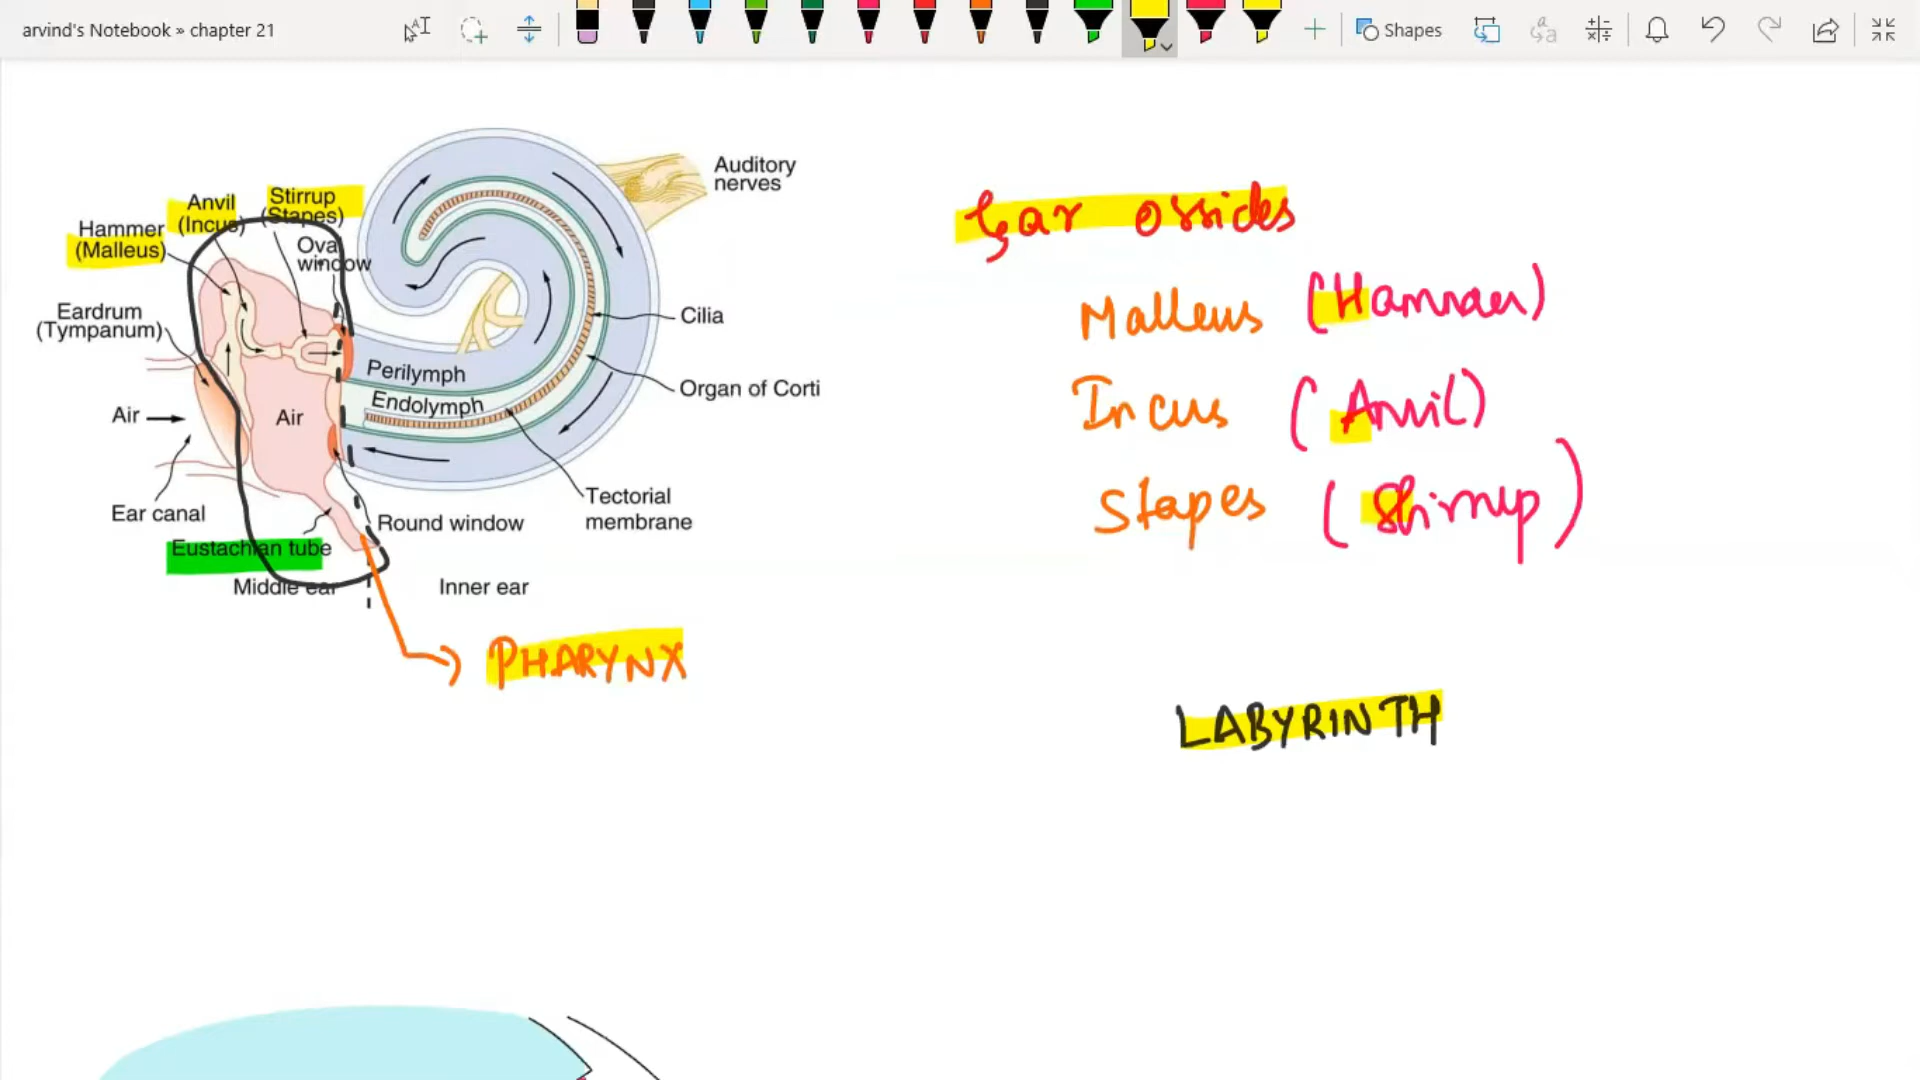 arvind's Notebook » chapter 21
Shapes
Auditory
nerves
Anvil
(Incus)
Stirrup
(Stapes)
Hammer
(Malleus)
Oval
window
Eardrum
(Tympanum)
Cilia
Perilymph
Organ of Corti
Endolymph
Air
Air
Tectorial
membrane
Ear canal
Round window
Eustachian tube
Middle ear
Inner ear
PHARYNX
Ear ossicles
Malleus (Hammer)
Incus (Anvil)
Stapes (Stirrup)
LABYRINTH